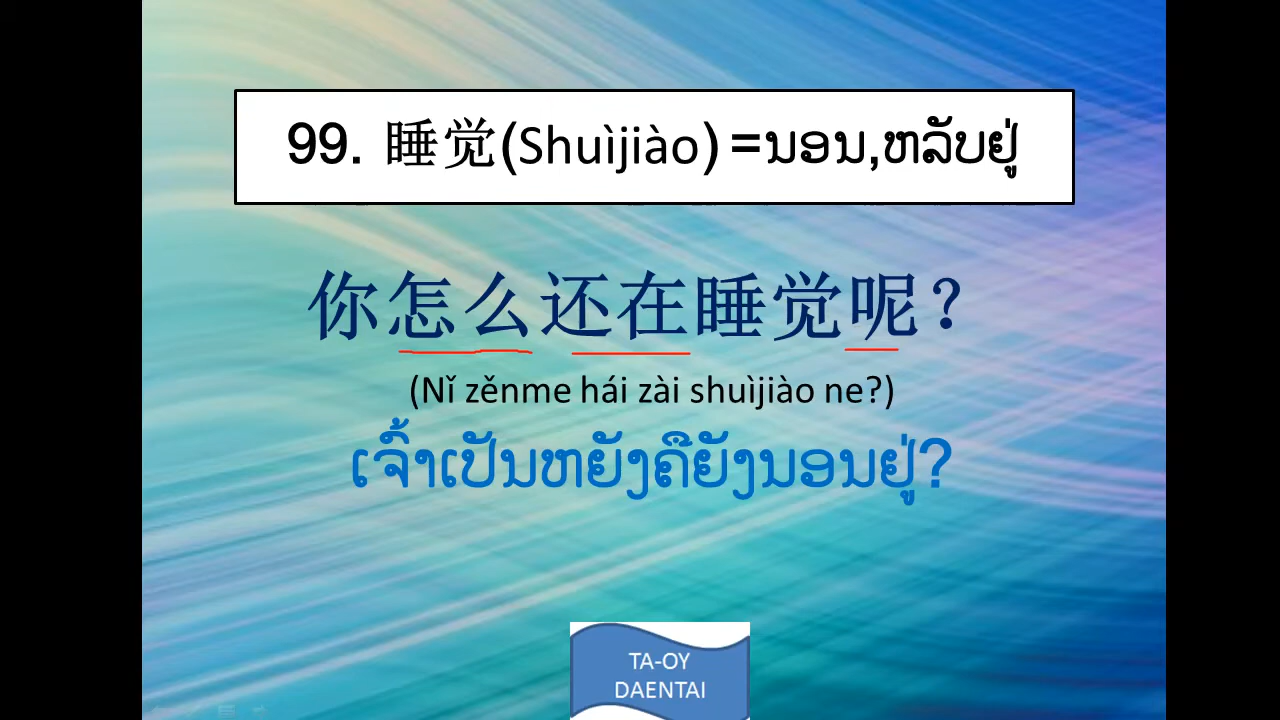 99. 睡觉(Shuìjiào) =ນອນ,ຫລັບຢູ່
你怎么还在睡觉呢？
(Nǐ zěnme hái zài shuìjiào ne?)
ເຈົ້າເປັນຫຍັງຄືຍັງນອນຢູ່?
TA-OY
DAENTAI